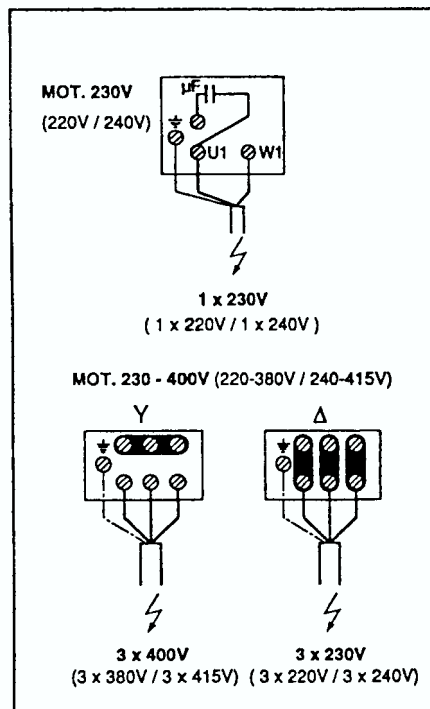 MOT. 230V
(220V / 240V)
µF
U1
W1
1 x 230V
( 1 x 220V / 1 x 240V )
MOT. 230 - 400V (220-380V / 240-415V)
Y
Δ
3 x 400V
(3 x 380V / 3 x 415V)
3 x 230V
( 3 x 220V / 3 x 240V)